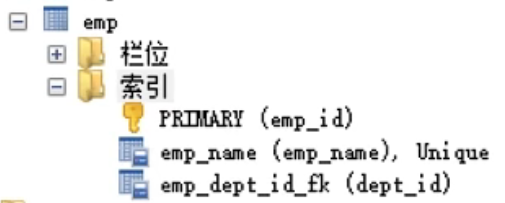 emp
栏位
索引
PRIMARY (emp_id)
emp_name (emp_name), Unique
emp_dept_id_fk (dept_id)